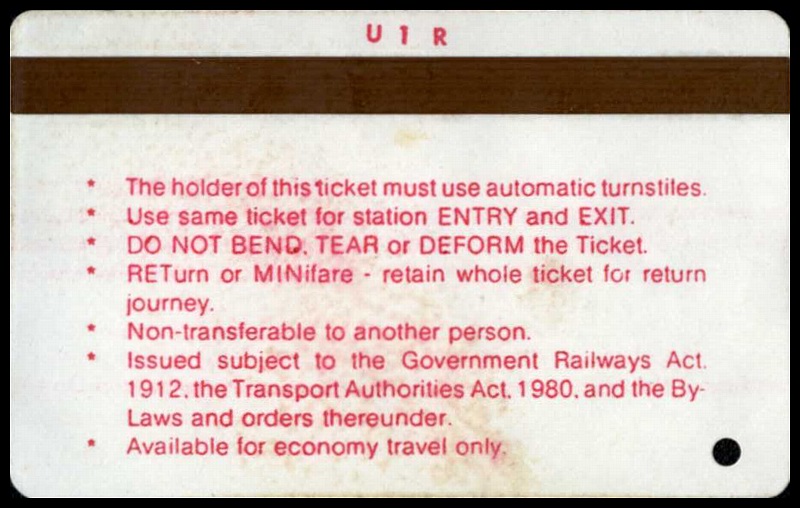 U 1 R
* The holder of this ticket must use automatic turnstiles.
* Use same ticket for station ENTRY and EXIT.
* DO NOT BEND, TEAR or DEFORM the Ticket.
* RETurn or MINifare - retain whole ticket for return
journey.
* Non-transferable to another person.
* Issued subject to the Government Railways Act.
1912, the Transport Authorities Act, 1980, and the By-
Laws and orders thereunder.
* Available for economy travel only.